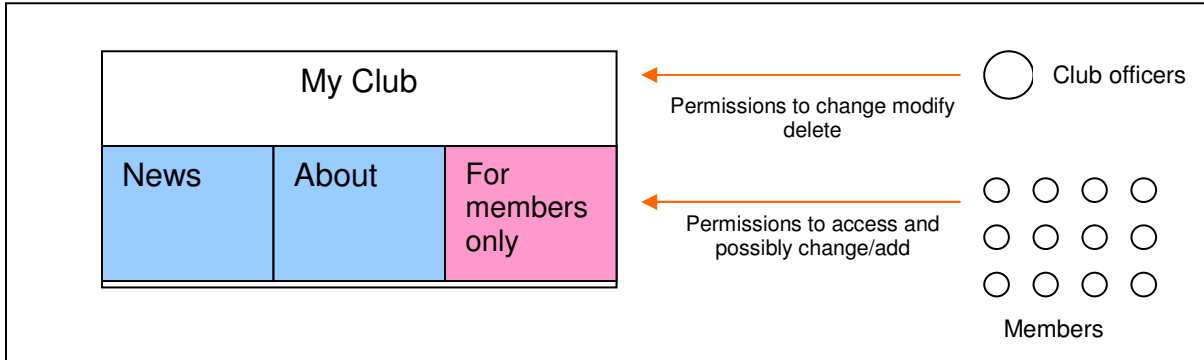 My Club
Club officers
Permissions to change modify
delete
News
About
For
members
only
Permissions to access and
possibly change/add
Members